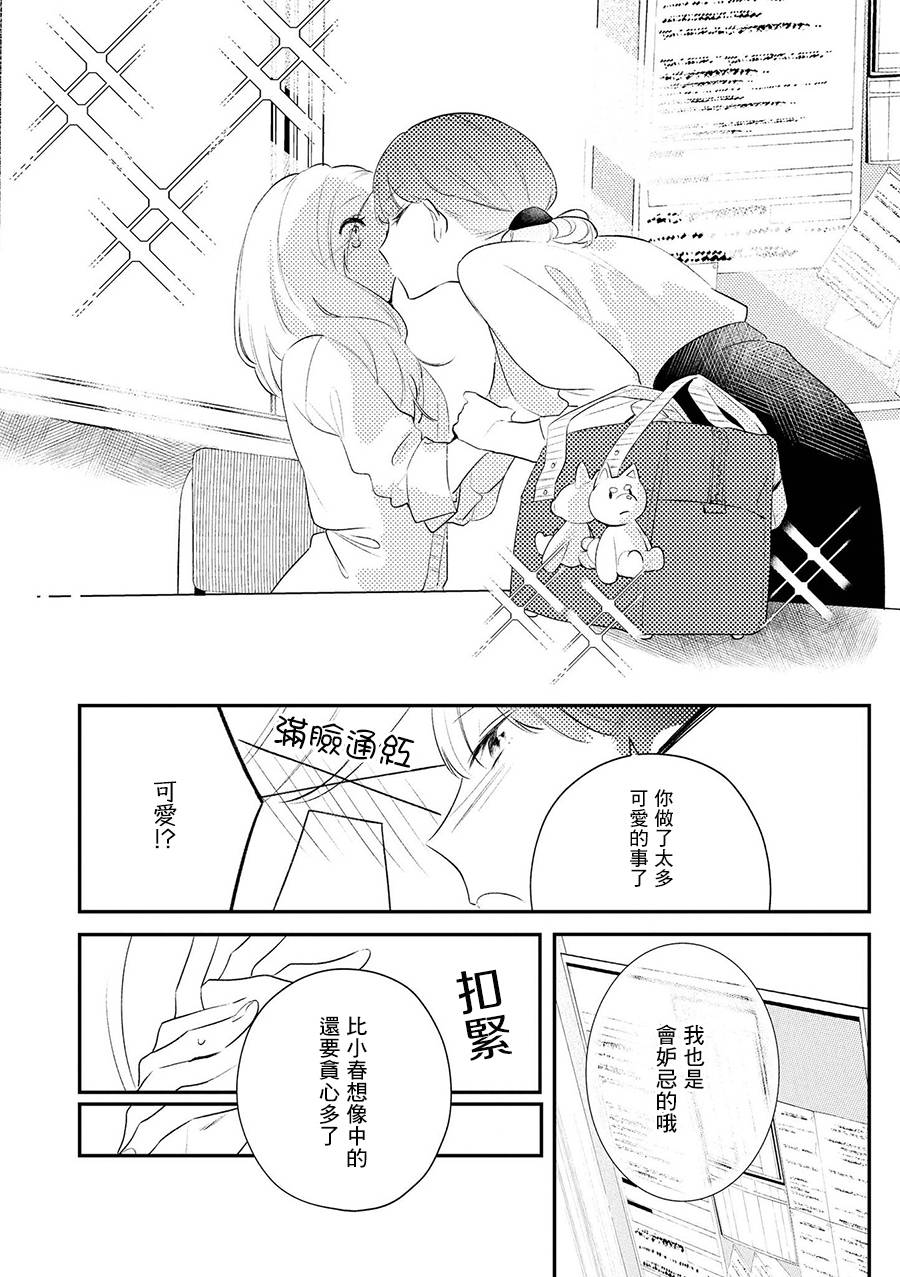 滿臉通紅
你做了太多
可愛的事了
可愛!?
我也是
會妒忌的哦
扣緊
比小春想像中的
還要貪心多了